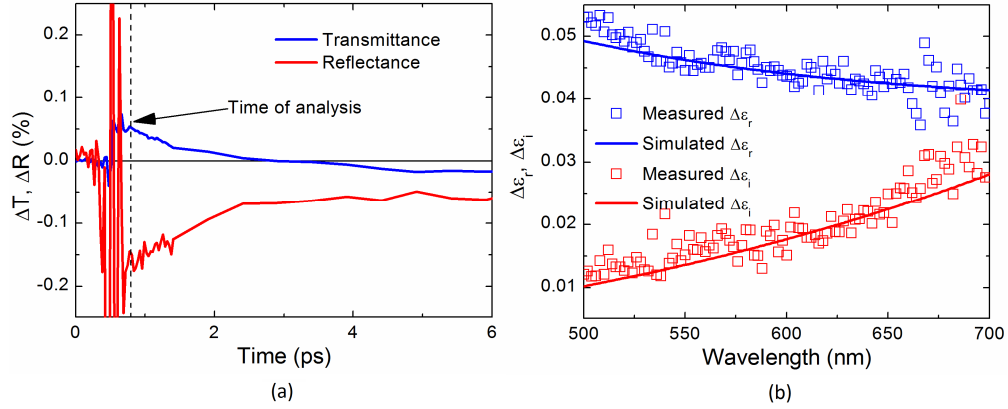 (a)
0.2
0.1
0.0
-0.1
-0.2
ΔT, ΔR (%)
Transmittance
Reflectance
Time of analysis
0
2
4
6
Time (ps)
(a)
(b)
0.05
0.04
0.03
0.02
0.01
Δεr, Δεi
Measured Δεr
Simulated Δεr
Measured Δεi
Simulated Δεi
500
550
600
650
700
Wavelength (nm)
(b)